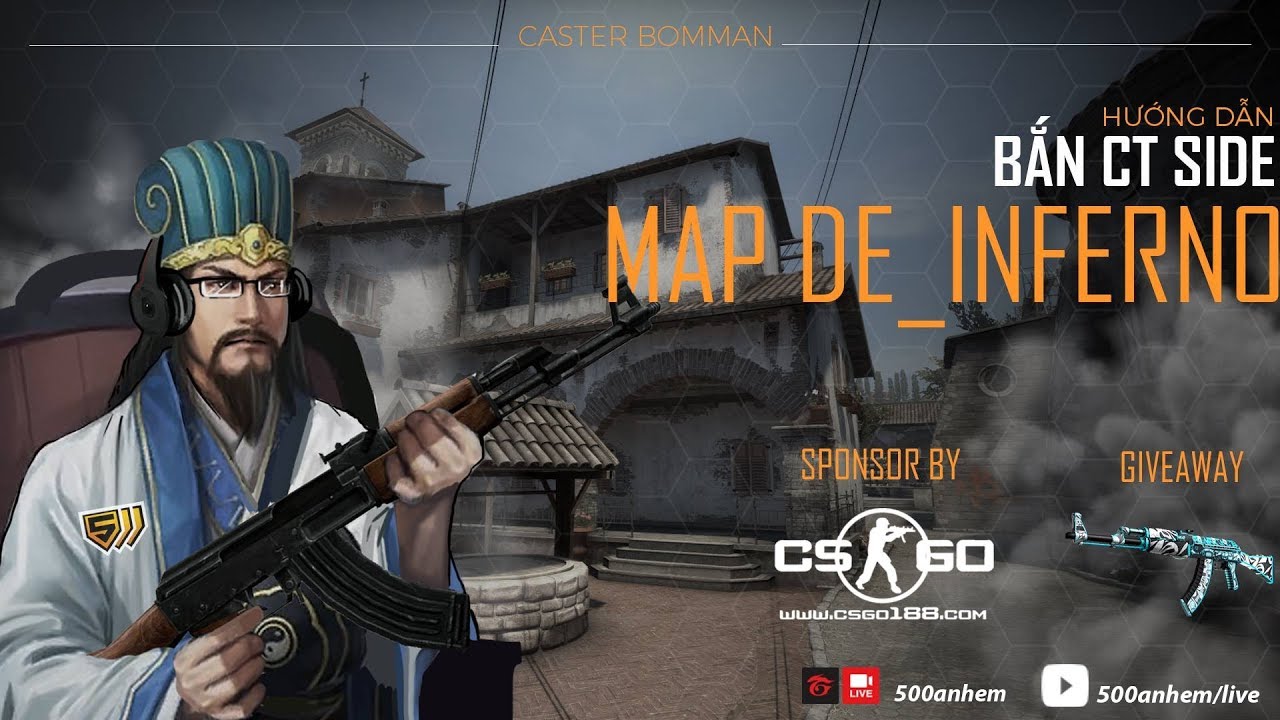 CASTER BOMMAN
HƯỚNG DẪN
BẮN CT SIDE
MAP DE_INFERNO
SPONSOR BY
GIVEAWAY
CS GO
www.csgo188.com
LIVE
500anhem
500anhem/live